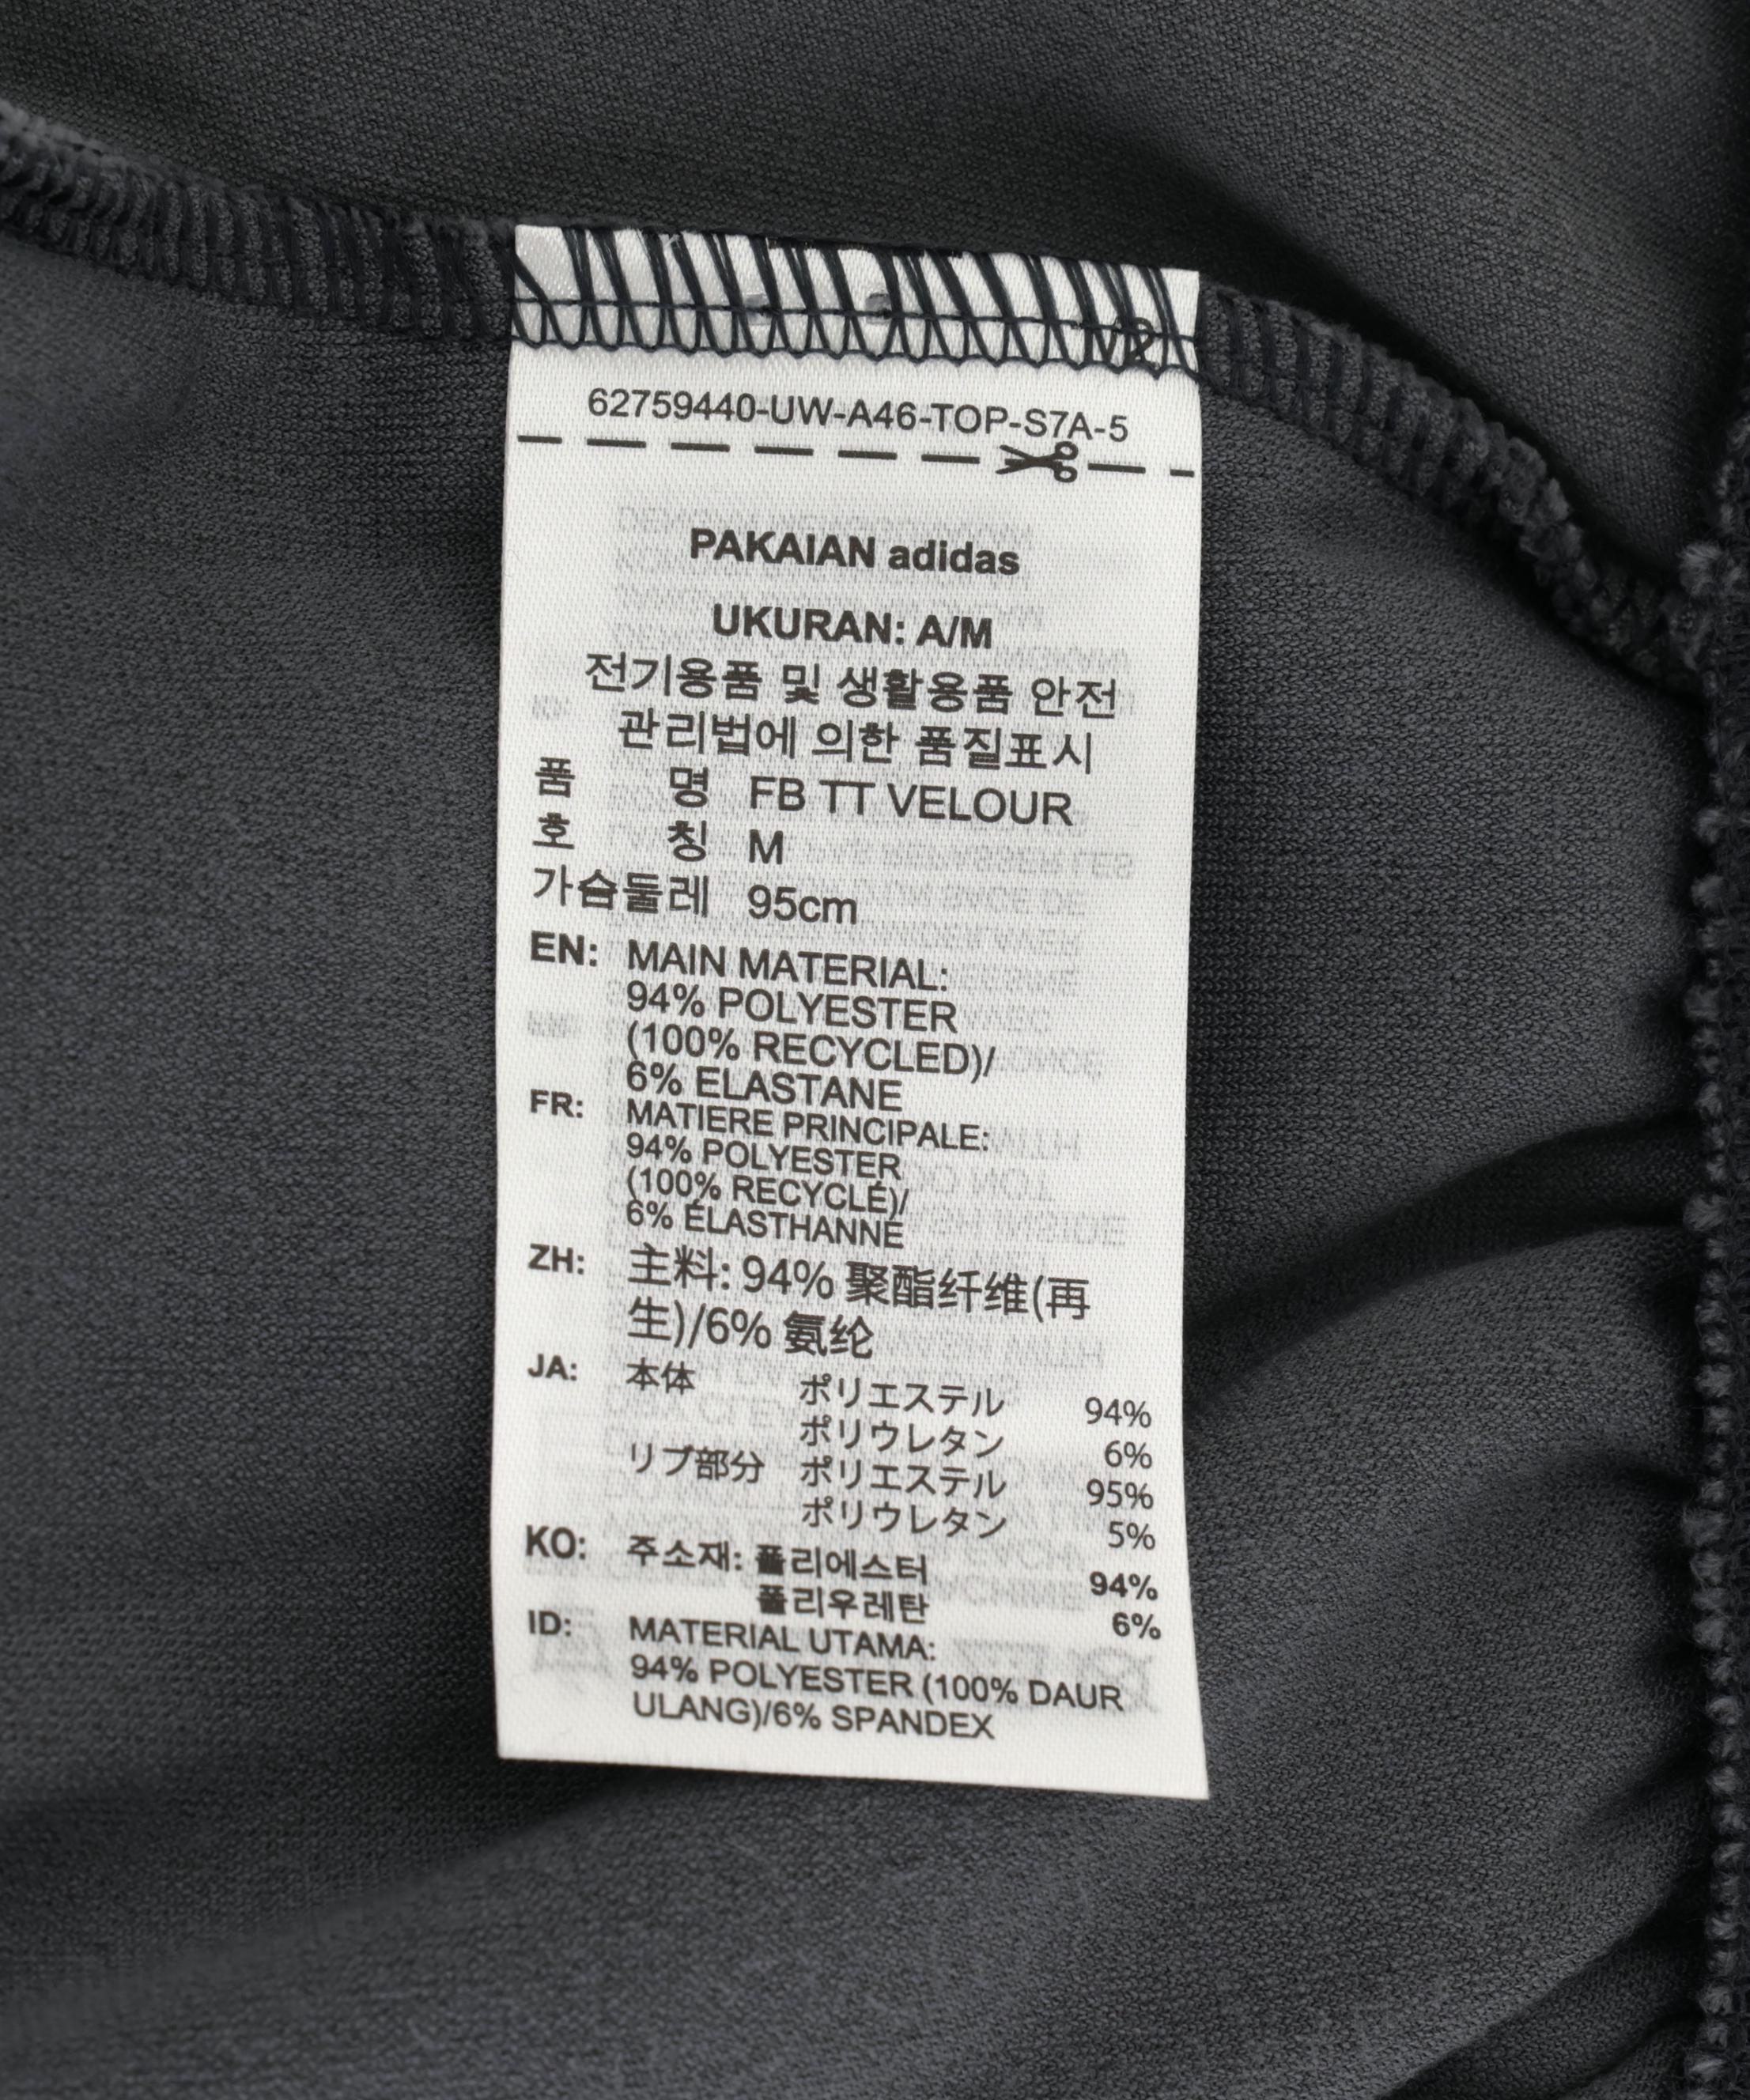 V2
62759440-UW-A46-TOP-S7A-5
PAKAIAN adidas
UKURAN: A/M
전기용품 및 생활용품 안전
관리법에 의한 품질표시
품 명 FB TT VELOUR
호 칭 M
가슴둘레 95cm
EN: MAIN MATERIAL:
94% POLYESTER
(100% RECYCLED)/
6% ELASTANE
FR: MATIERE PRINCIPALE:
94% POLYESTER
(100% RECYCLÉ)/
6% ÉLASTHANNE
ZH: 主料: 94% 聚酯纤维(再
生)/6% 氨纶
JA: 本体 ポリエステル 94%
ポリウレタン 6%
リブ部分 ポリエステル 95%
ポリウレタン 5%
KO: 주소재: 폴리에스터 94%
폴리우레탄 6%
ID: MATERIAL UTAMA:
94% POLYESTER (100% DAUR
ULANG)/6% SPANDEX